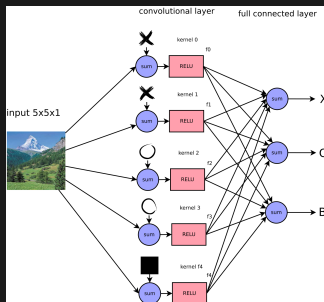 convolutional layer
full connected layer
kernel 0
f0
sum
RELU
kernel 1
f1
sum
RELU
sum
X
input 5x5x1
kernel 2
f2
sum
RELU
sum
kernel 3
f3
sum
RELU
sum
kernel f4
f4
sum
RELU